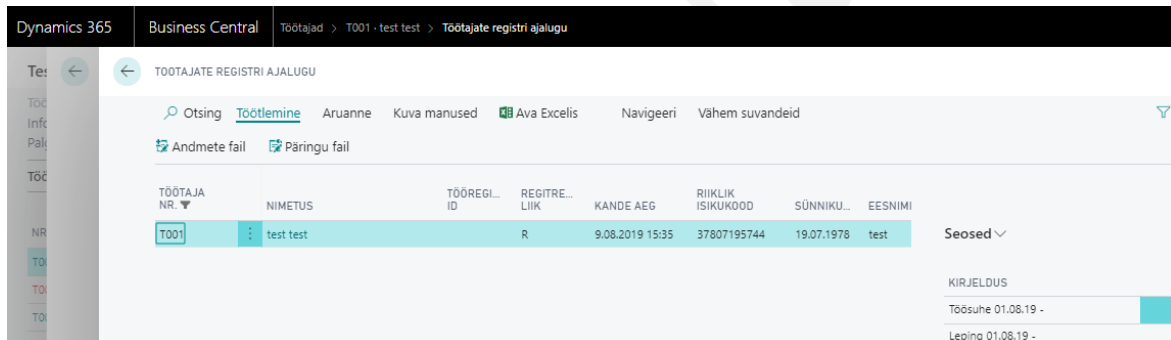 Dynamics 365 Business Central Töötajad > T001 · test test > Töötajate registri ajalugu
TÖÖTAJATE REGISTRI AJALUGU
Otsing Töötlemine Aruanne Kuva manused Ava Excelis Navigeeri Vähem suvandeid
Andmete fail Päringu fail
TÖÖTAJA NR. NIMETUS TÖÖREGI... ID REGITRE... LIIK KANDE AEG RIIKLIK ISIKUKOOD SÜNNIKU... EESNIMI
T001 test test R 9.08.2019 15:35 37807195744 19.07.1978 test
Seosed
KIRJELDUS
Töösuhe 01.08.19 -
Leping 01.08.19 -